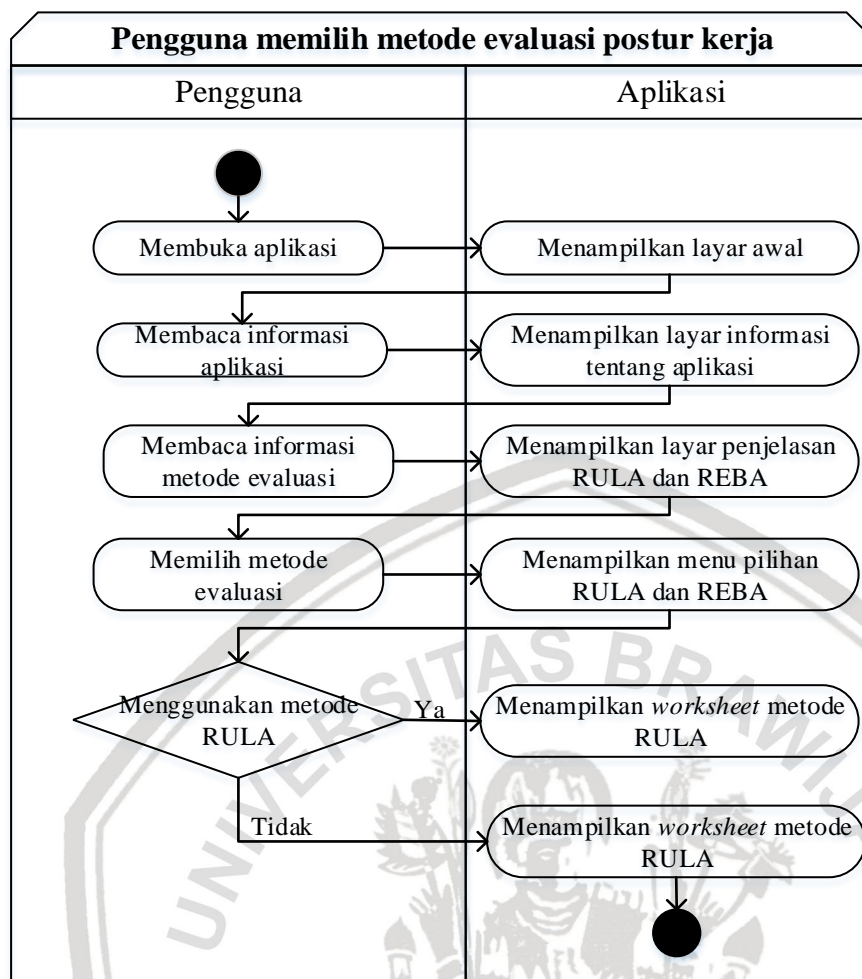 Pengguna memilih metode evaluasi postur kerja
Pengguna
Aplikasi
Membuka aplikasi
Menampilkan layar awal
Membaca informasi
aplikasi
Menampilkan layar informasi
tentang aplikasi
Membaca informasi
metode evaluasi
Menampilkan layar penjelasan
RULA dan REBA
Memilih metode
evaluasi
Menampilkan menu pilihan
RULA dan REBA
Menggunakan metode
RULA
Ya
Menampilkan worksheet metode
RULA
Tidak
Menampilkan worksheet metode
RULA
UNIVERSITAS BRAWIJ